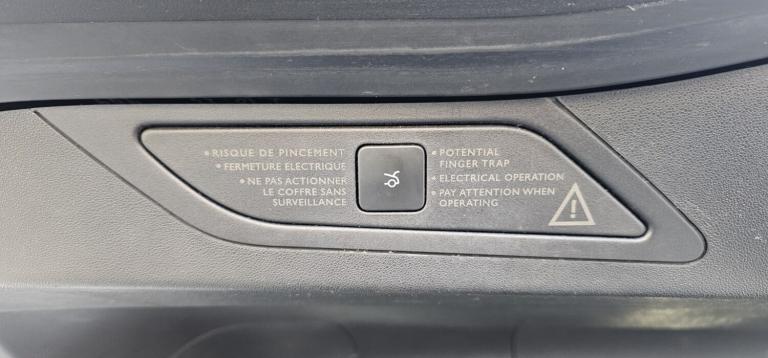 • RISQUE DE PINCEMENT
• FERMETURE ELECTRIQUE
• NE PAS ACTIONNER
LE COFFRE SANS
SURVEILLANCE
• POTENTIAL
FINGER TRAP
• ELECTRICAL OPERATION
• PAY ATTENTION WHEN
OPERATING